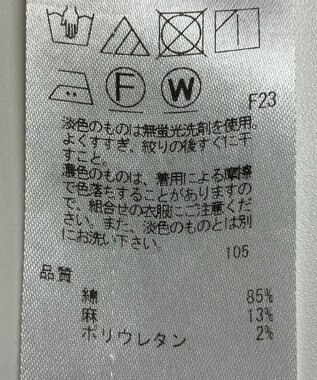 F
W
F23
淡色のものは無蛍光洗剤を使用。
よくすすぎ、絞りの後すぐに干
すこと。
濃色のものは、着用による摩擦
で色落ちすることがありますの
で、組合せの衣服にご注意くだ
さい。また、淡色のものとは別
にお洗い下さい。
105
品質
綿 85%
麻 13%
ポリウレタン 2%